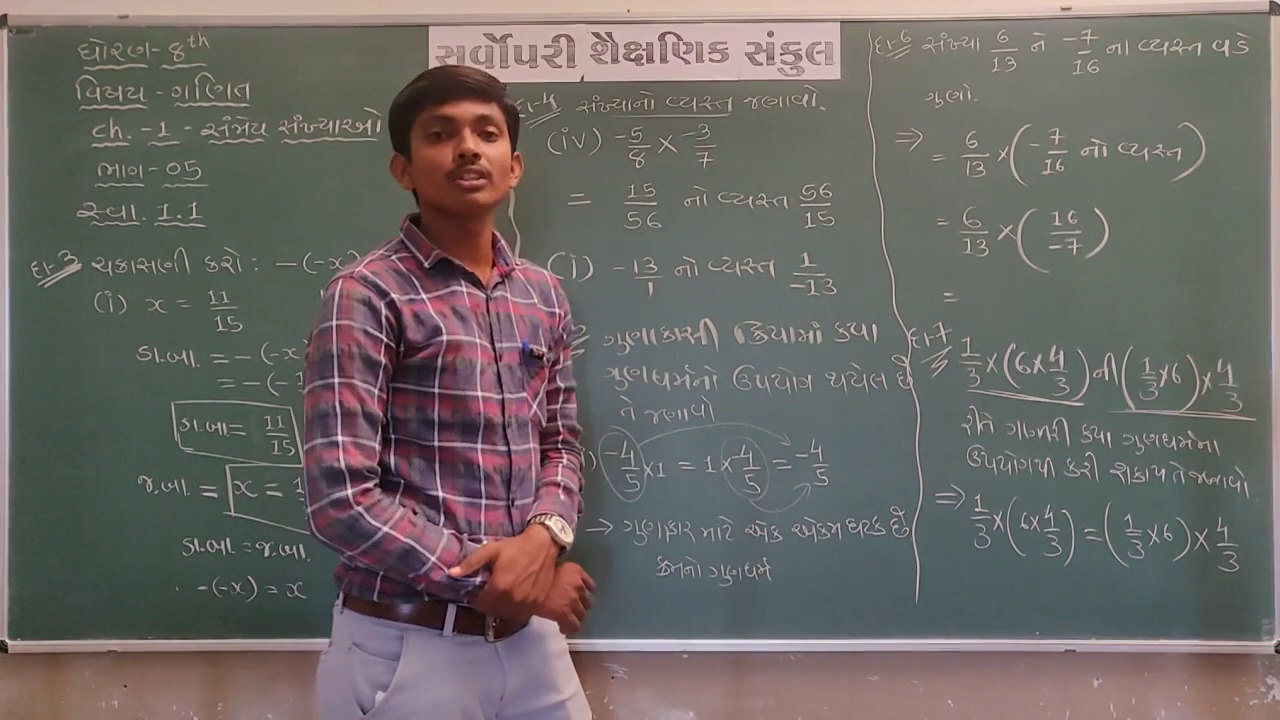 સર્વોપરી શૈક્ષણિક સંકુલ
ધોરણ - 8th
વિષય - ગણિત
ch. - 1 - સંમેય સંખ્યાઓ
ભાગ - 05
સ્વા. 1.1
દા-3 ચકાસણી કરો : -(-x)
(i) x = 11/15
ડા.બા. = -(-x
= -(-1
ડા.બા = 11/15
જ.બા. = x = 1
ડા.બા. = જ.બા.
-(-x) = x
દા-4 સંખ્યાનો વ્યસ્ત જણાવો.
(iv) -5/8 × -3/7
= 15/56 નો વ્યસ્ત 56/15
(i) -13/1 નો વ્યસ્ત 1/-13
ગુણાકારની ક્રિયામાં કયા
ગુણધર્મનો ઉપયોગ થયેલ છે
તે જણાવો
) -4/5 × 1 = 1 × -4/5 = -4/5
→ ગુણાકાર માટે એક એકમ ઘટક છે
ક્રમનો ગુણધર્મ
દા-6 સંખ્યા 6/13 ને -7/16 ના વ્યસ્ત વડે
ગુણો.
⇒ = 6/13 × (-7/16 નો વ્યસ્ત)
= 6/13 × (16/-7)
=
દા-7 1/3 × (6 × 4/3) ની (1/3 × 6) × 4/3
રીતે ગણતરી કયા ગુણધર્મના
ઉપયોગથી કરી શકાય તે જણાવો.
⇒ 1/3 × (6 × 4/3) = (1/3 × 6) × 4/3